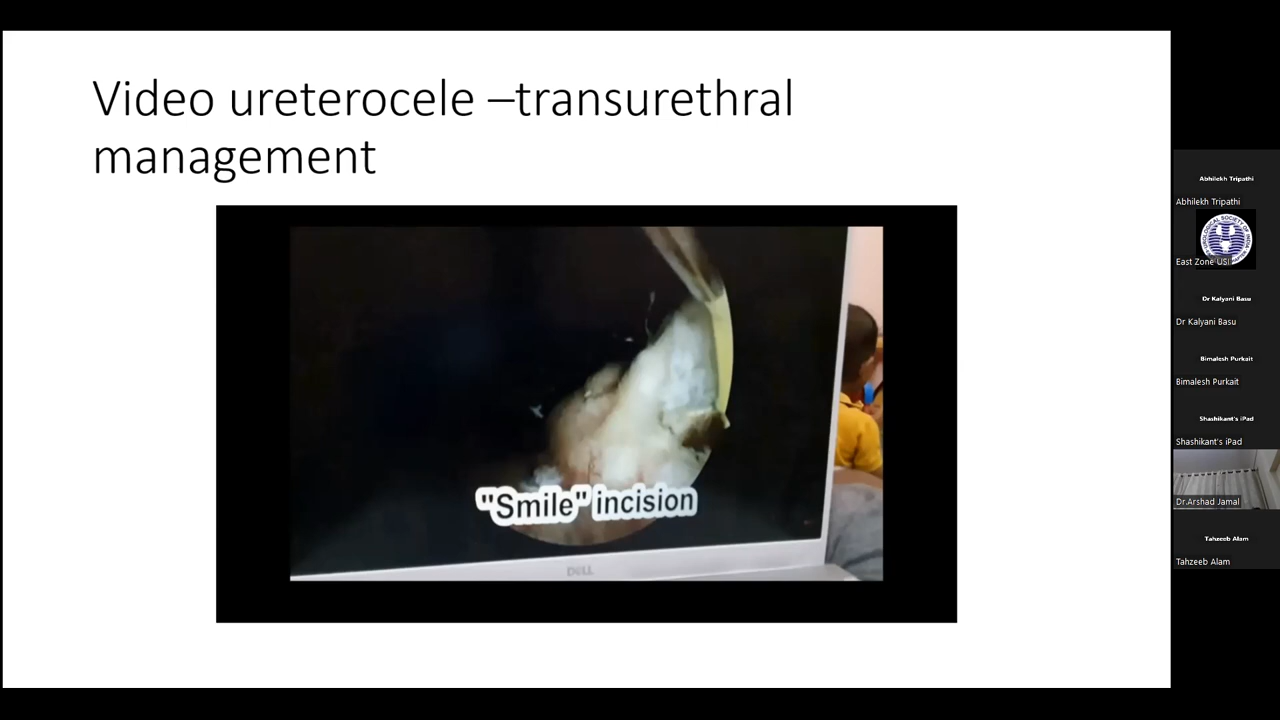 Video ureterocele –transurethral
management
"Smile" incision
DELL
Abhilekh Tripathi
Abhilekh Tripathi
East Zone USI
Dr Kalyani Basu
Dr Kalyani Basu
Bimalesh Purkait
Bimalesh Purkait
Shashikant's iPad
Shashikant's iPad
Dr.Arshad Jamal
Tahzeeb Alam
Tahzeeb Alam